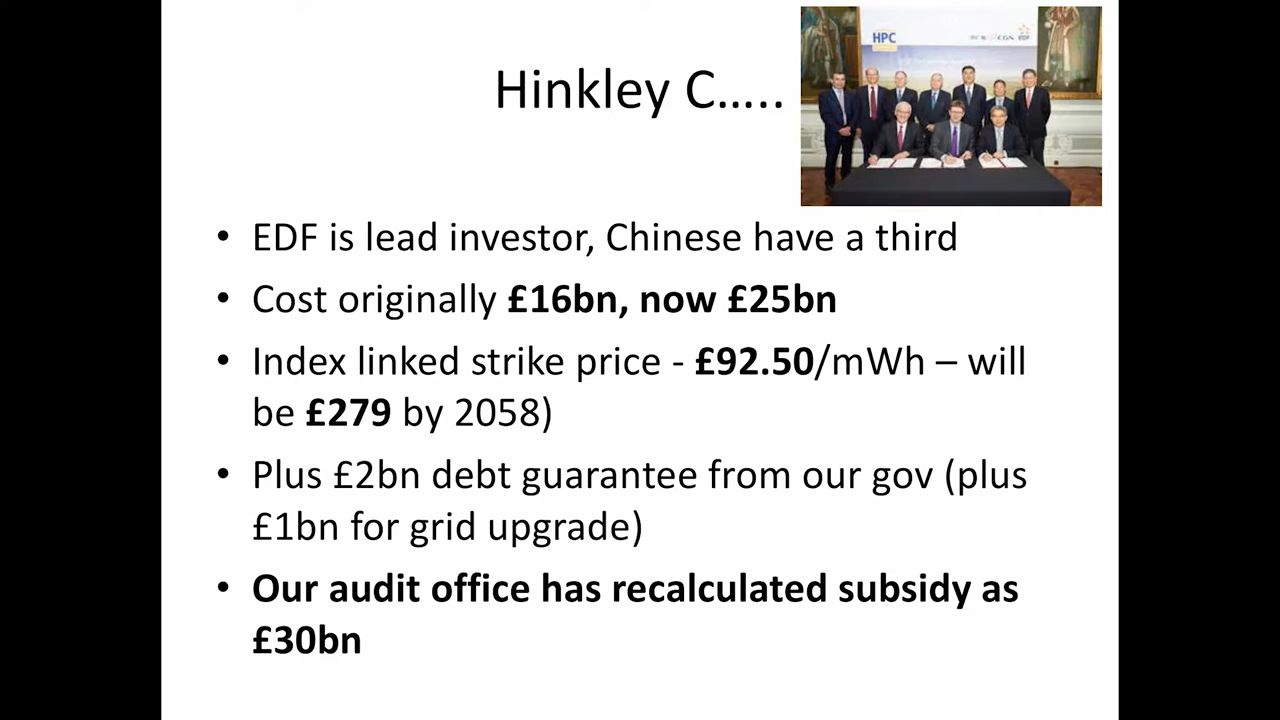 Hinkley C.....
HPC
CGN
EDF
• EDF is lead investor, Chinese have a third
• Cost originally £16bn, now £25bn
• Index linked strike price - £92.50/mWh – will
be £279 by 2058)
• Plus £2bn debt guarantee from our gov (plus
£1bn for grid upgrade)
• Our audit office has recalculated subsidy as
£30bn